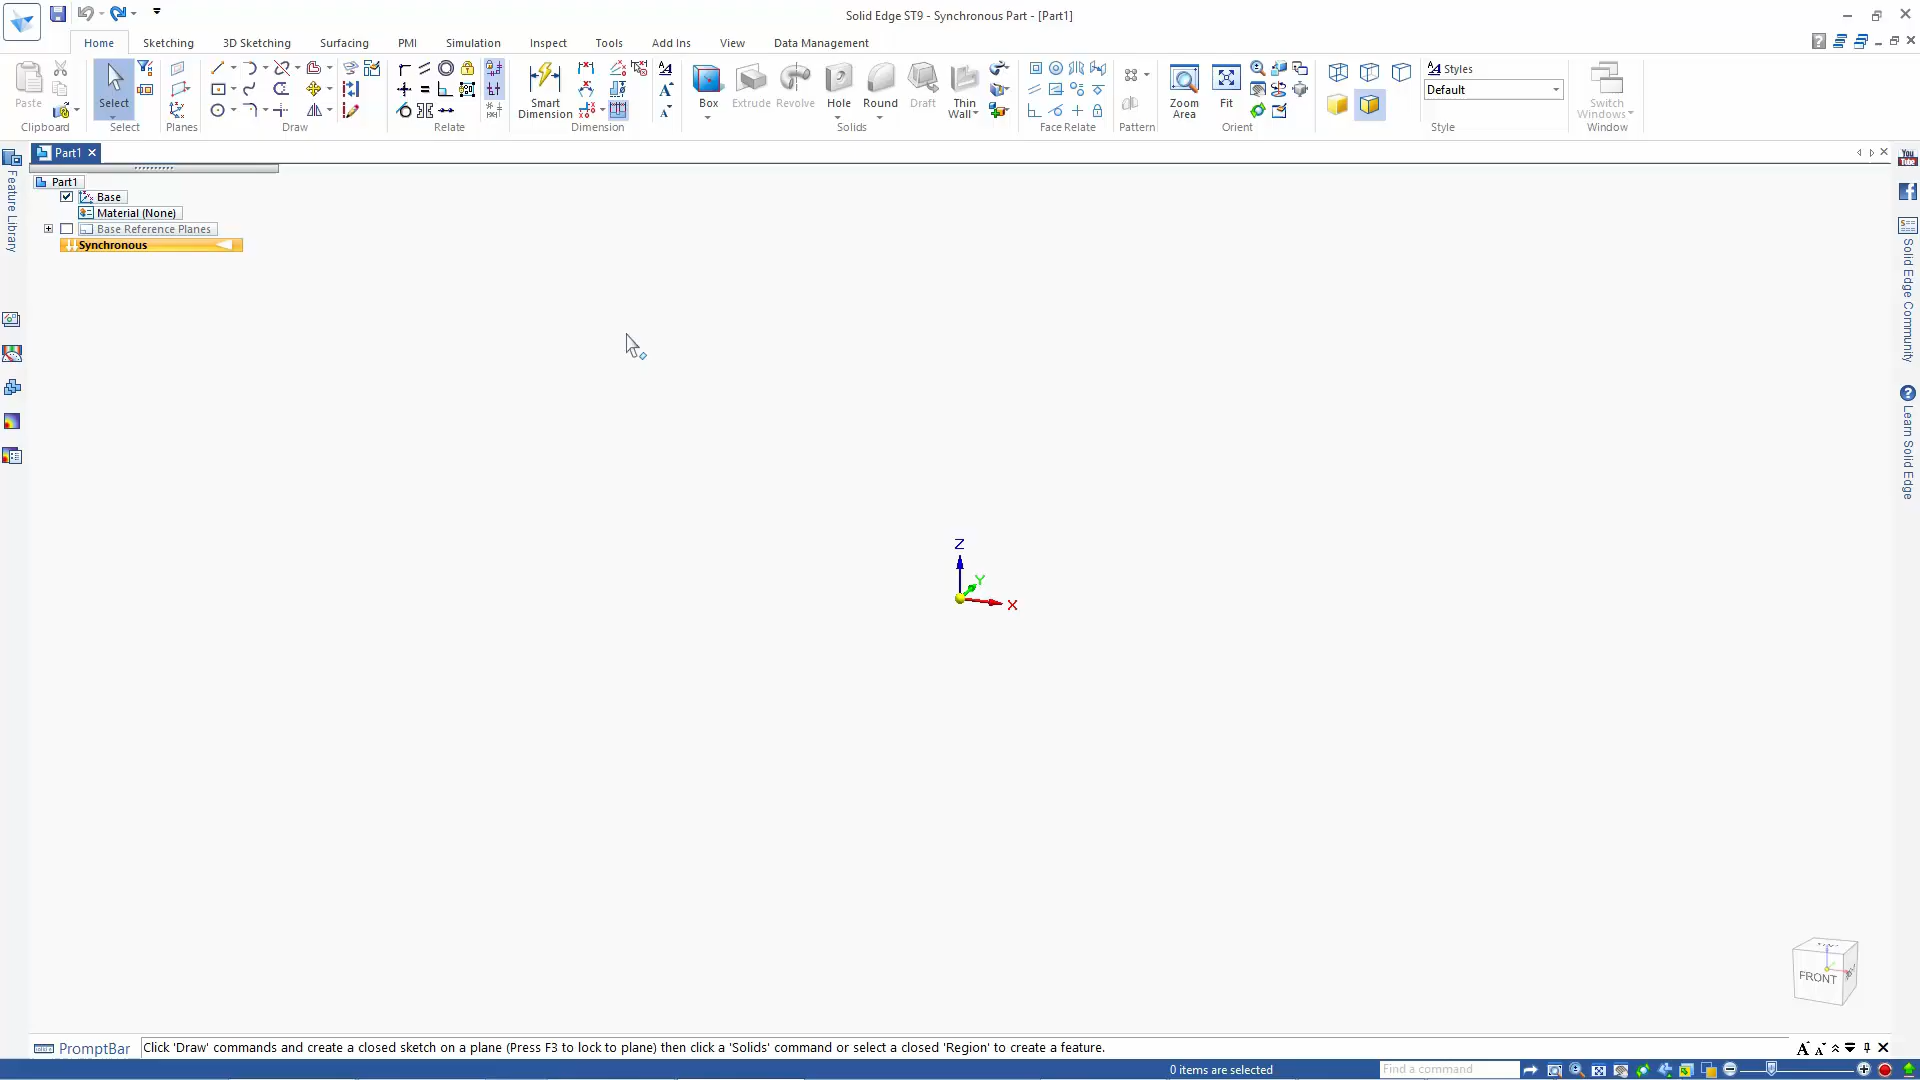 Solid Edge ST9 - Synchronous Part - [Part1]
Home Sketching 3D Sketching Surfacing PMI Simulation Inspect Tools Add Ins View Data Management
Paste
Clipboard
Select
Select
Planes
Draw
Relate
Smart
Dimension
Dimension
Box Extrude Revolve Hole Round Draft Thin
Wall
Solids
Face Relate
Pattern
Zoom
Area
Fit
Orient
Styles
Default
Style
Switch
Windows
Window
Part1
Feature Library
Part1
Base
Material (None)
Base Reference Planes
Synchronous
You
Tube
Solid Edge Community
Learn Solid Edge
Z
Y
X
FRONT
PromptBar Click 'Draw' commands and create a closed sketch on a plane (Press F3 to lock to plane) then click a 'Solids' command or select a closed 'Region' to create a feature.
0 items are selected
Find a command